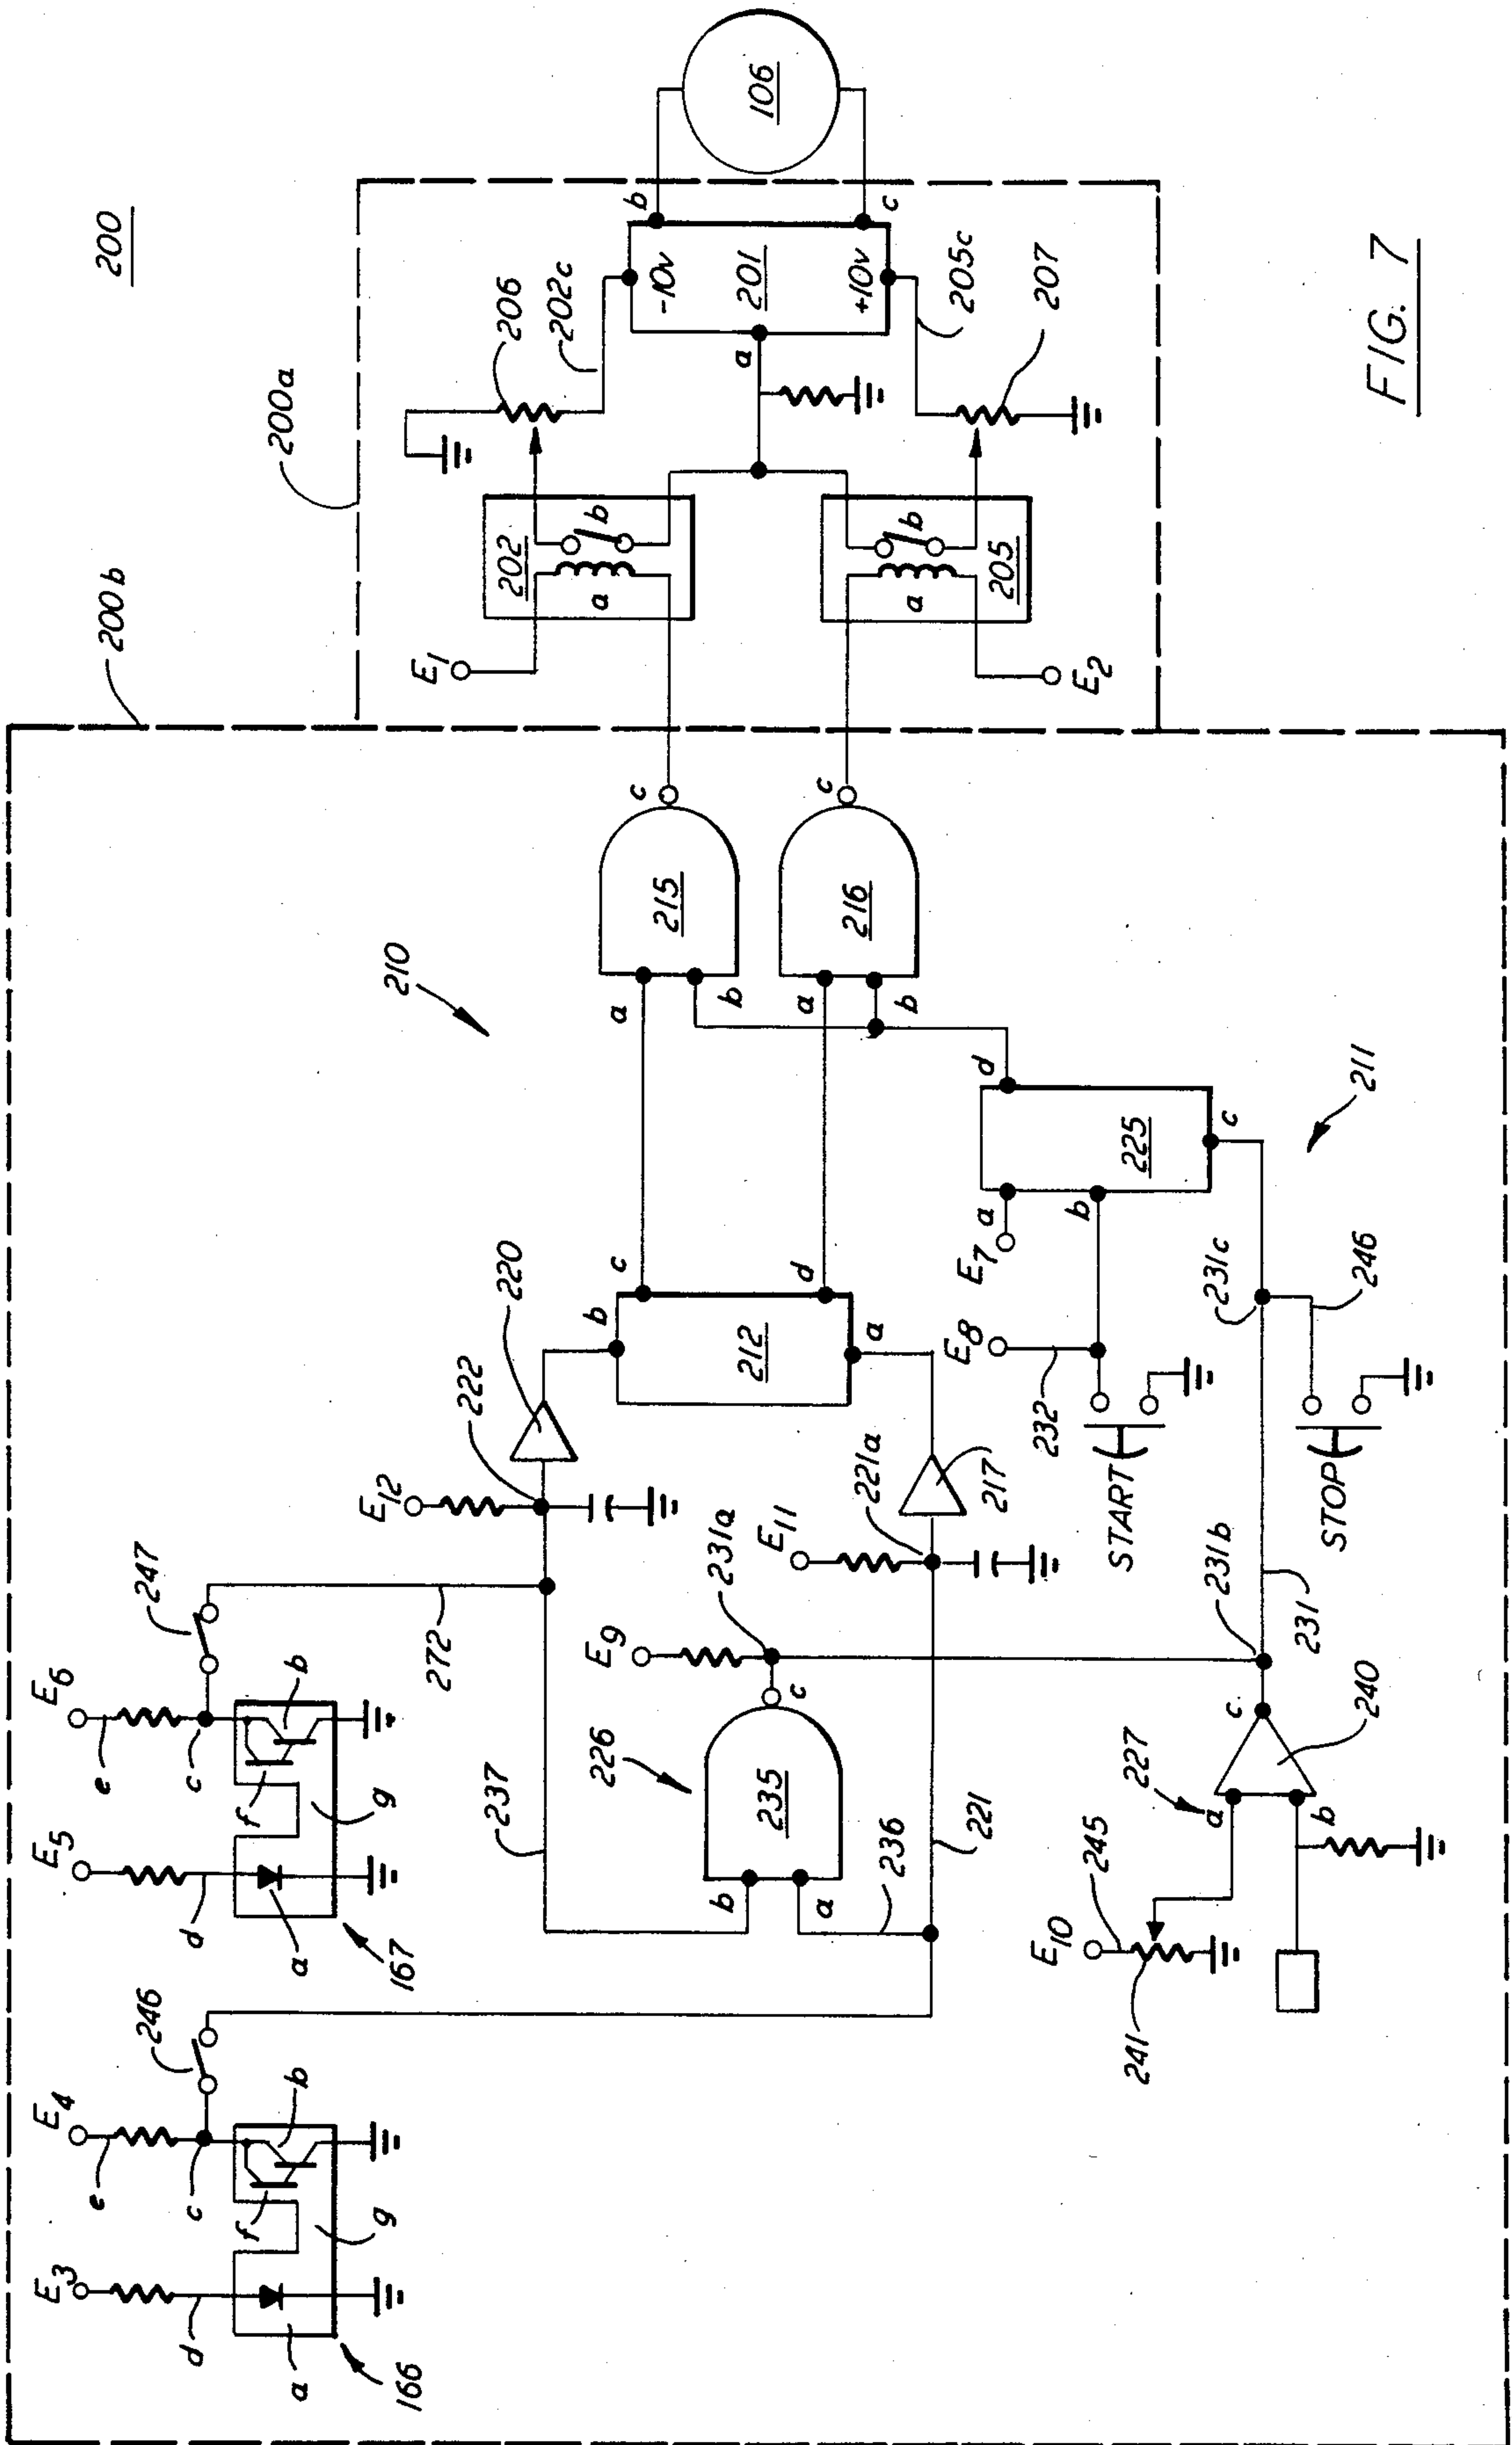 200
200b
200a
E3
d
a
166
g
f
b
c
e
E4
246
E5
d
a
167
g
f
b
c
e
E6
247
272
237
226
235
b
a
c
236
221
E9
231a
E12
222
220
E11
221a
217
b
212
a
c
d
210
a
b
215
c
a
b
216
c
E1
202
a
b
206
202c
-10v
201
+10v
a
b
c
106
205c
207
205
a
b
E2
E10
245
241
227
a
b
c
240
231b
231
231c
STOP
246
START
232
E8
E7
a
b
225
c
d
211
FIG. 7